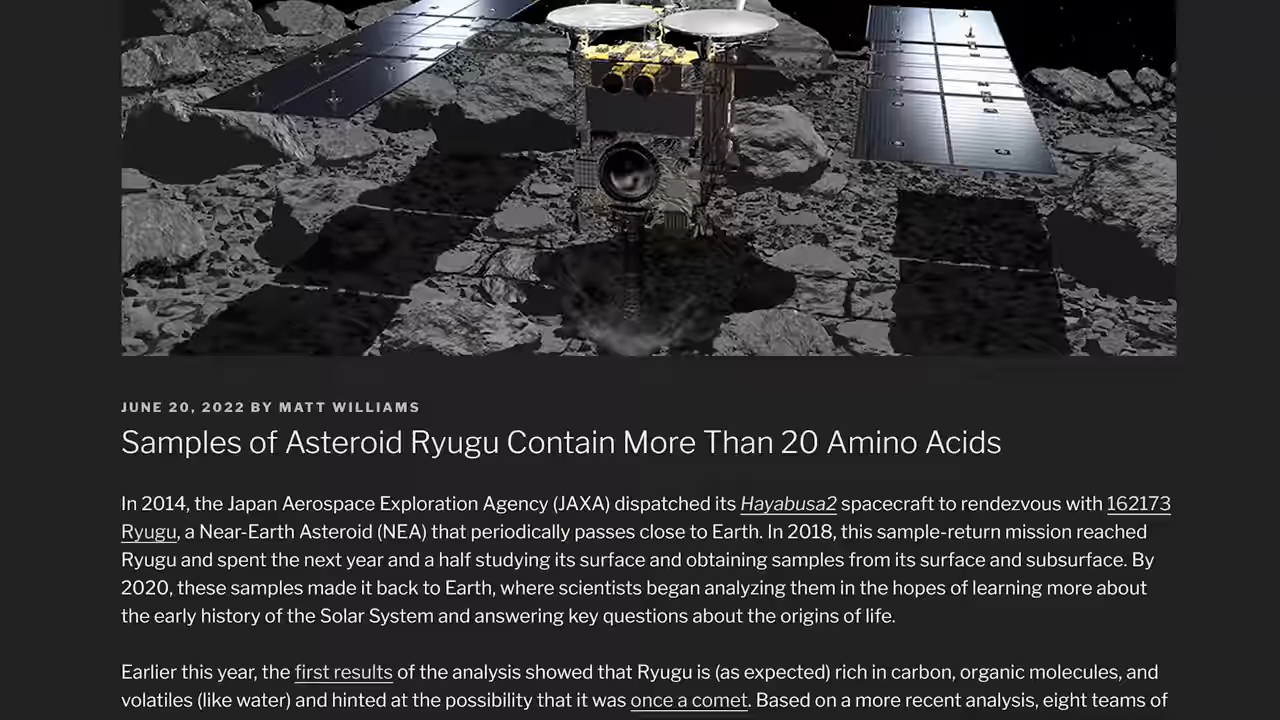 JUNE 20, 2022 BY MATT WILLIAMS
Samples of Asteroid Ryugu Contain More Than 20 Amino Acids
In 2014, the Japan Aerospace Exploration Agency (JAXA) dispatched its Hayabusa2 spacecraft to rendezvous with 162173
Ryugu, a Near-Earth Asteroid (NEA) that periodically passes close to Earth. In 2018, this sample-return mission reached
Ryugu and spent the next year and a half studying its surface and obtaining samples from its surface and subsurface. By
2020, these samples made it back to Earth, where scientists began analyzing them in the hopes of learning more about
the early history of the Solar System and answering key questions about the origins of life.
Earlier this year, the first results of the analysis showed that Ryugu is (as expected) rich in carbon, organic molecules, and
volatiles (like water) and hinted at the possibility that it was once a comet. Based on a more recent analysis, eight teams of